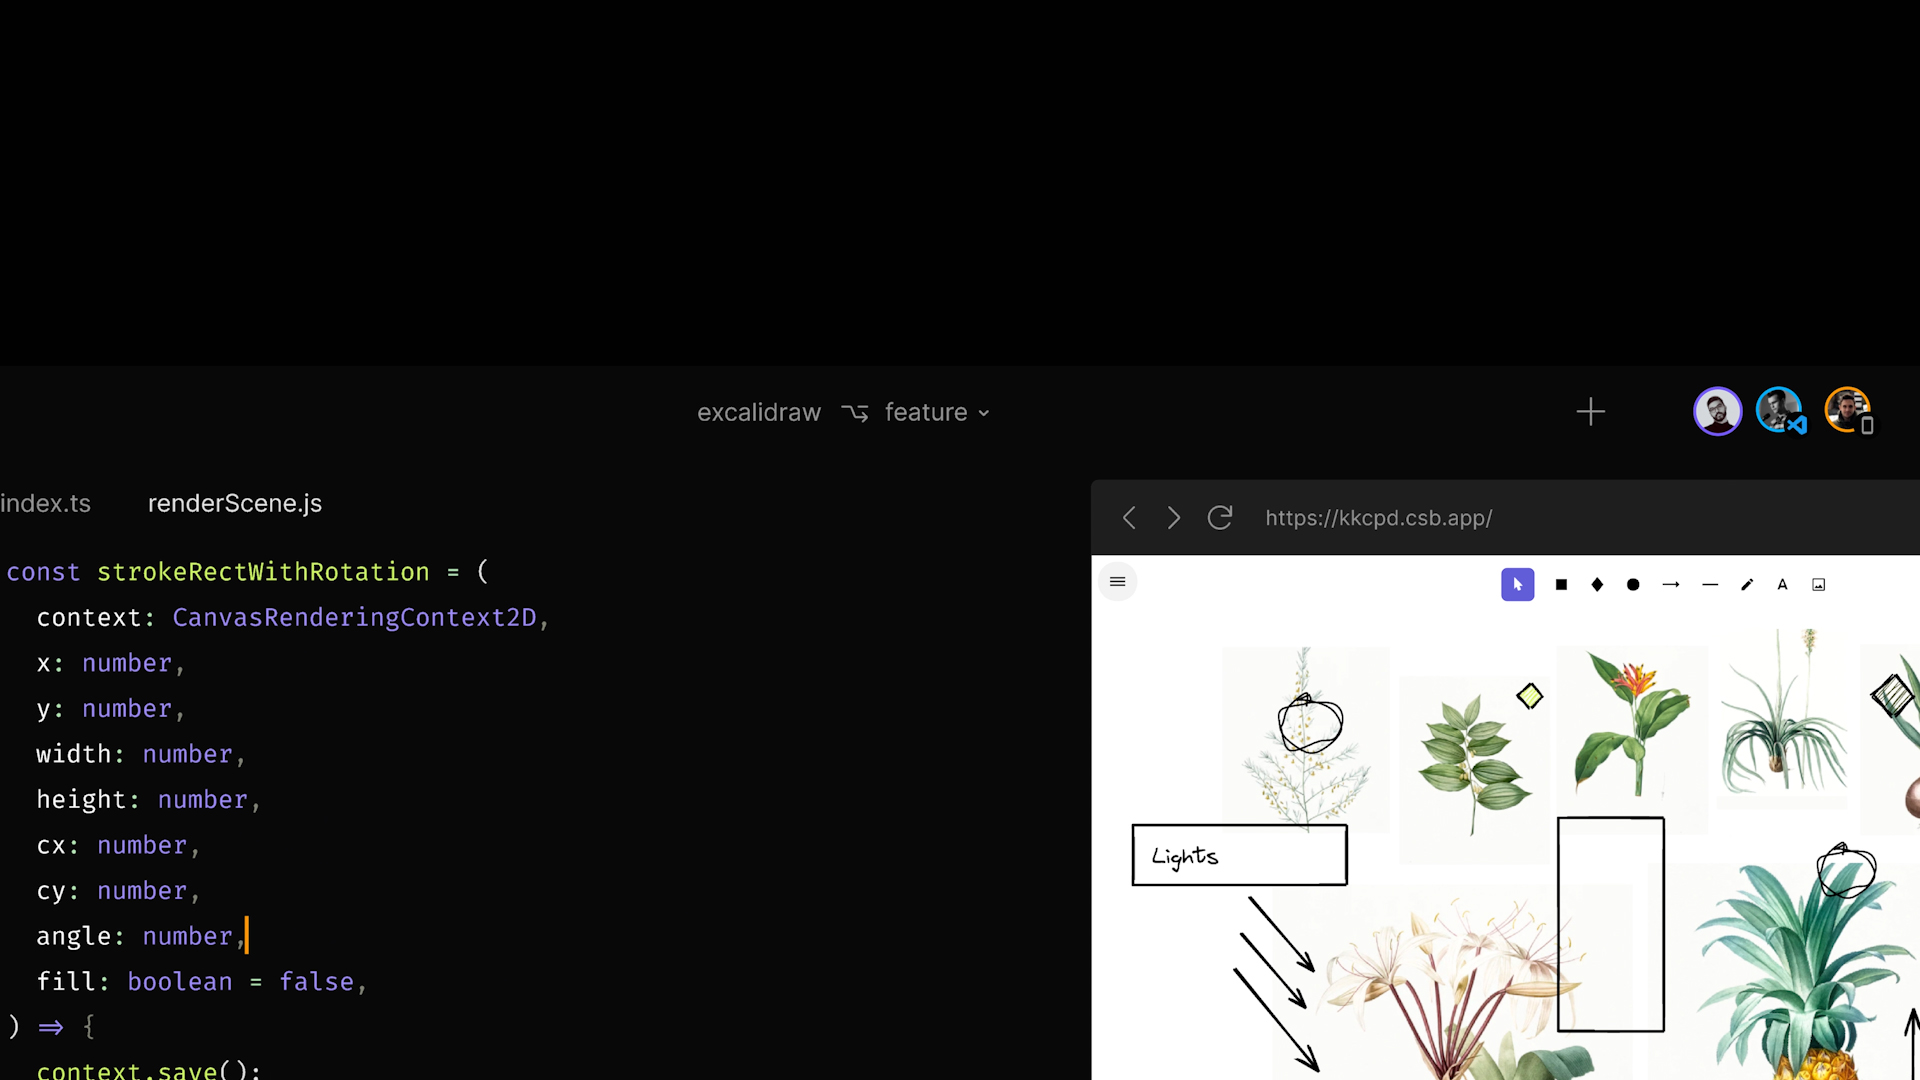 excalidraw feature
index.ts renderScene.js
https://kkcpd.csb.app/
const strokeRectWithRotation = (
context: CanvasRenderingContext2D,
x: number,
y: number,
width: number,
height: number,
cx: number,
cy: number,
angle: number,
fill: boolean = false,
) => {
context.save();
A
Lights